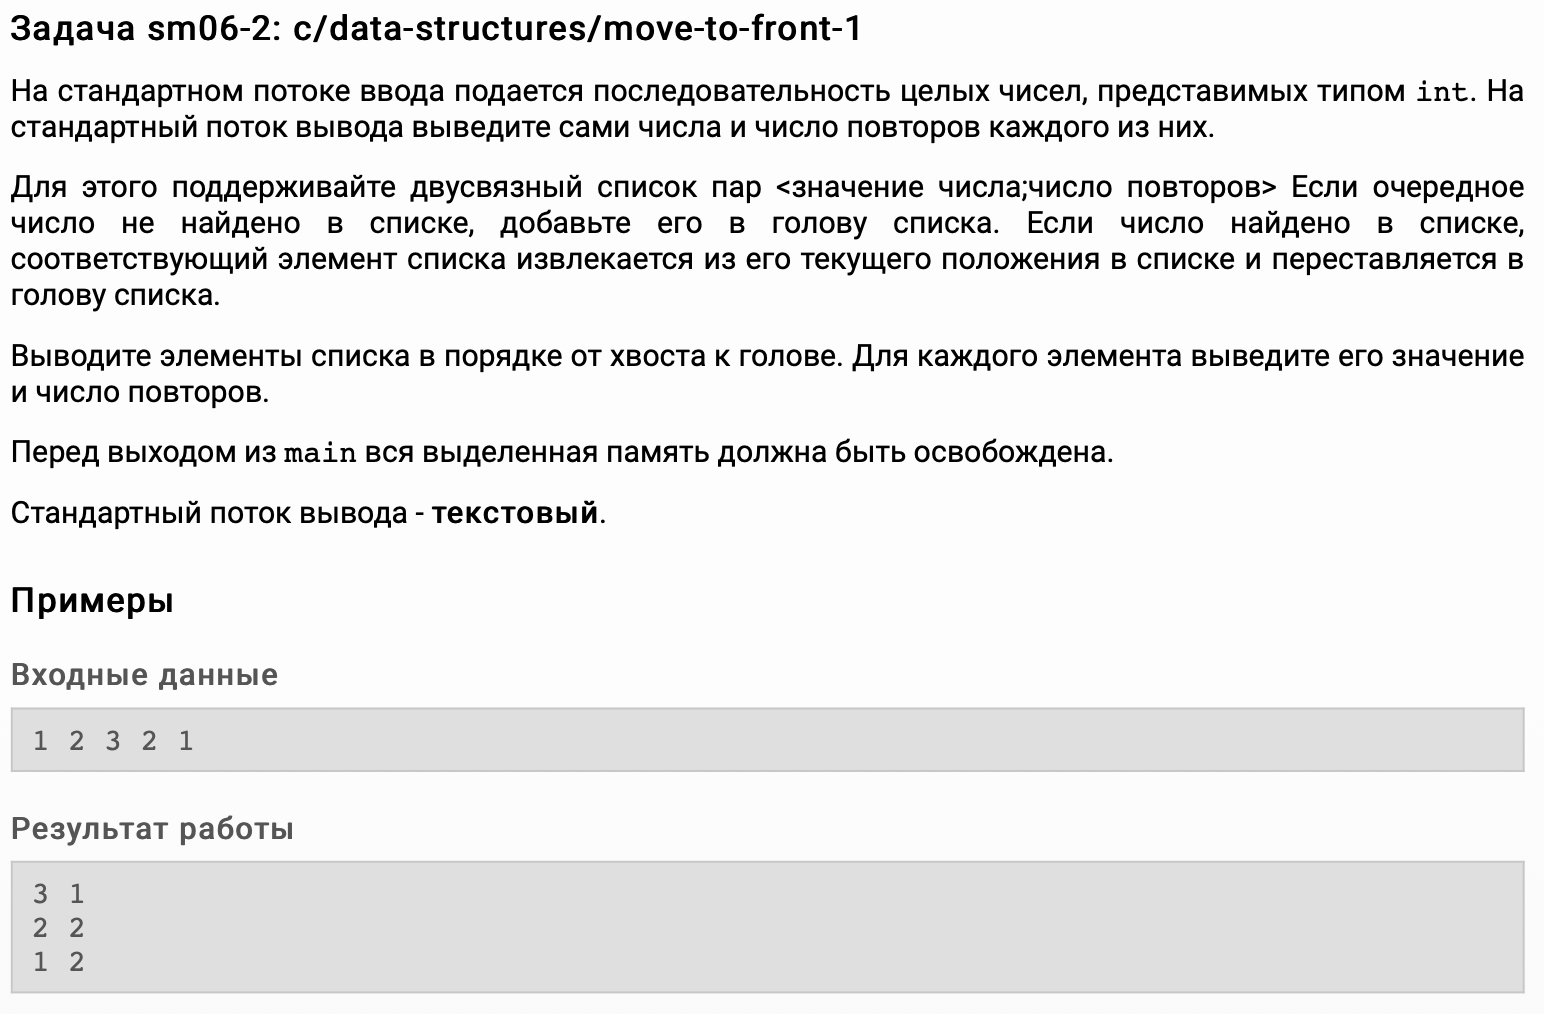 Задача sm06-2: c/data-structures/move-to-front-1
На стандартном потоке ввода подается последовательность целых чисел, представимых типом int. На
стандартный поток вывода выведите сами числа и число повторов каждого из них.
Для этого поддерживайте двусвязный список пар <значение числа;число повторов> Если очередное
число не найдено в списке, добавьте его в голову списка. Если число найдено в списке,
соответствующий элемент списка извлекается из его текущего положения в списке и переставляется в
голову списка.
Выводите элементы списка в порядке от хвоста к голове. Для каждого элемента выведите его значение
и число повторов.
Перед выходом из main вся выделенная память должна быть освобождена.
Стандартный поток вывода - текстовый.
Примеры
Входные данные
1 2 3 2 1
Результат работы
3 1
2 2
1 2